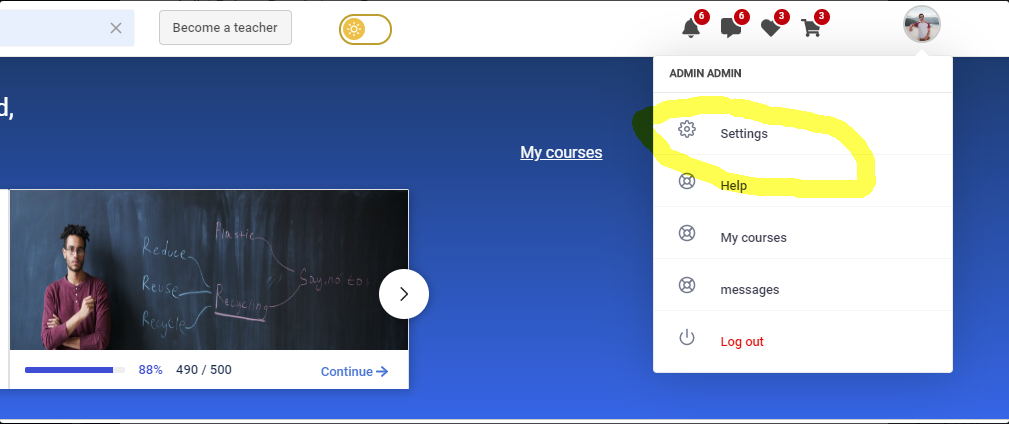 Become a teacher
6
6
3
3
ADMIN ADMIN
d,
Settings
My courses
Help
My courses
messages
Log out
Plastic
Reduce
Say no to
Reuse
Recycling
Recycle
88% 490 / 500
Continue